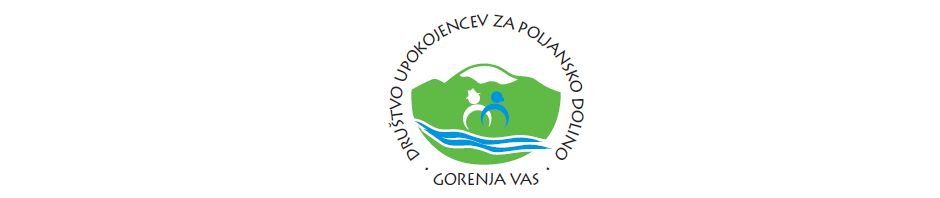 DRUŠTVO UPOKOJENCEV ZA POLJANSKO DOLINO
· GORENJA VAS ·